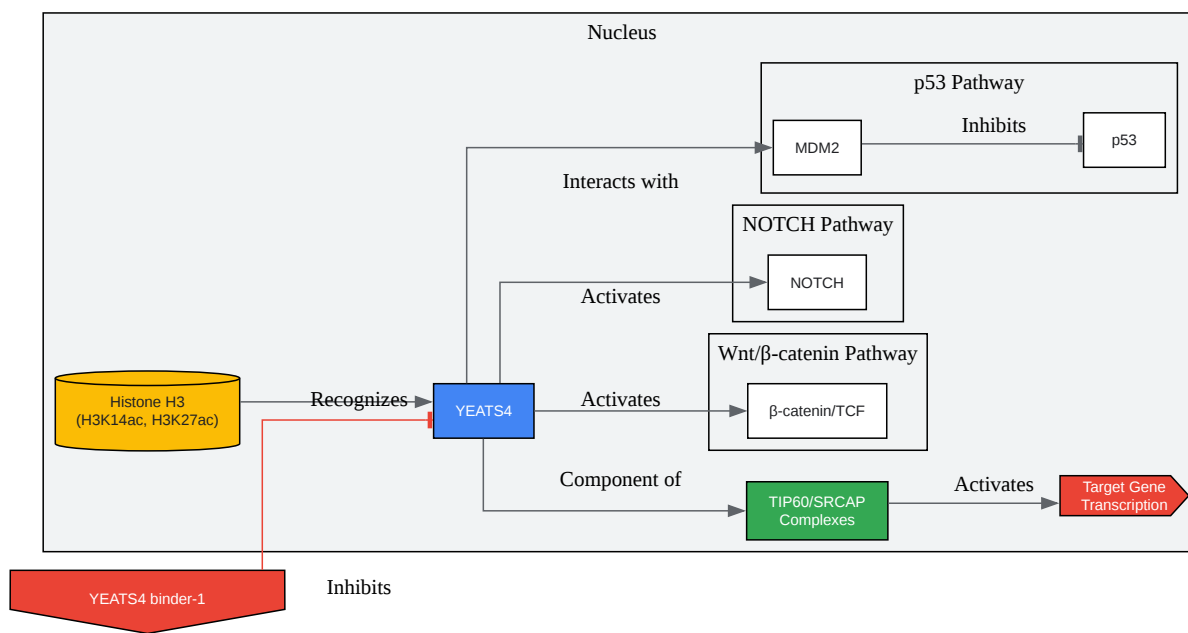 Nucleus
p53 Pathway
MDM2
Inhibits
p53
Interacts with
NOTCH Pathway
NOTCH
Activates
Wnt/β-catenin Pathway
Histone H3
(H3K14ac, H3K27ac)
Recognizes
YEATS4
Activates
β-catenin/TCF
Component of
TIP60/SRCAP
Complexes
Activates
Target Gene
Transcription
YEATS4 binder-1
Inhibits